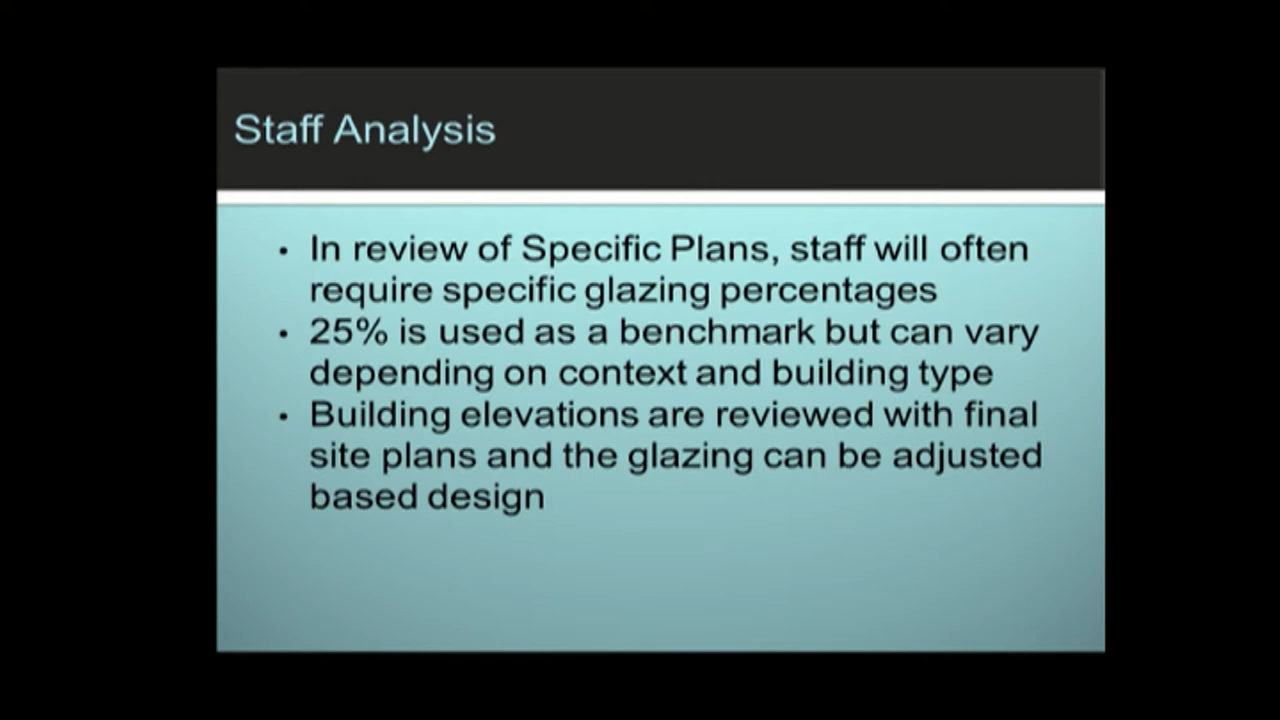 Staff Analysis
• In review of Specific Plans, staff will often
require specific glazing percentages
• 25% is used as a benchmark but can vary
depending on context and building type
• Building elevations are reviewed with final
site plans and the glazing can be adjusted
based design